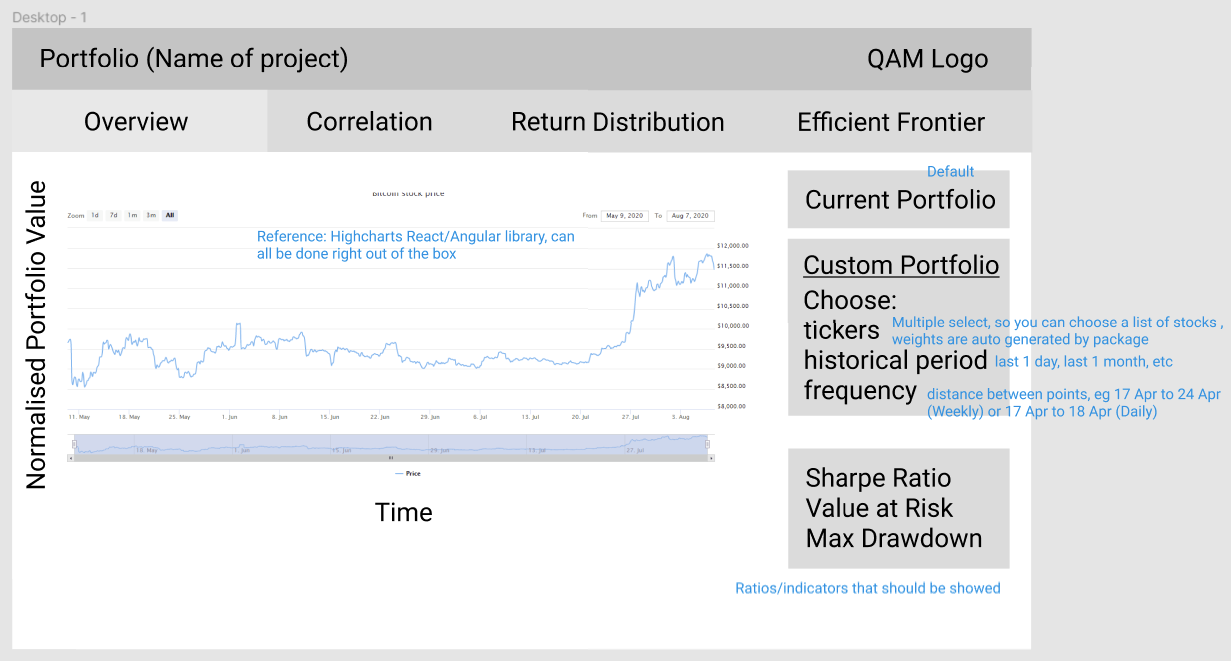 Desktop - 1
Portfolio (Name of project)
QAM Logo
Overview
Correlation
Return Distribution
Efficient Frontier
Normalised Portfolio Value
Bitcoin stock price
Zoom 1d 7d 1m 3m All
From May 9, 2020 To Aug 7, 2020
Reference: Highcharts React/Angular library, can
all be done right out of the box
$12,000.00
$11,500.00
$11,000.00
$10,500.00
$10,000.00
$9,500.00
$9,000.00
$8,500.00
$8,000.00
11. May 18. May 25. May 1. Jun 8. Jun 15. Jun 22. Jun 29. Jun 6. Jul 13. Jul 20. Jul 27. Jul 3. Aug
18. May 1. Jun 15. Jun 29. Jun 13. Jul 27. Jul
Price
Time
Default
Current Portfolio
Custom Portfolio
Choose:
tickers
Multiple select, so you can choose a list of stocks ,
weights are auto generated by package
historical period
last 1 day, last 1 month, etc
frequency
distance between points, eg 17 Apr to 24 Apr
(Weekly) or 17 Apr to 18 Apr (Daily)
Sharpe Ratio
Value at Risk
Max Drawdown
Ratios/indicators that should be showed